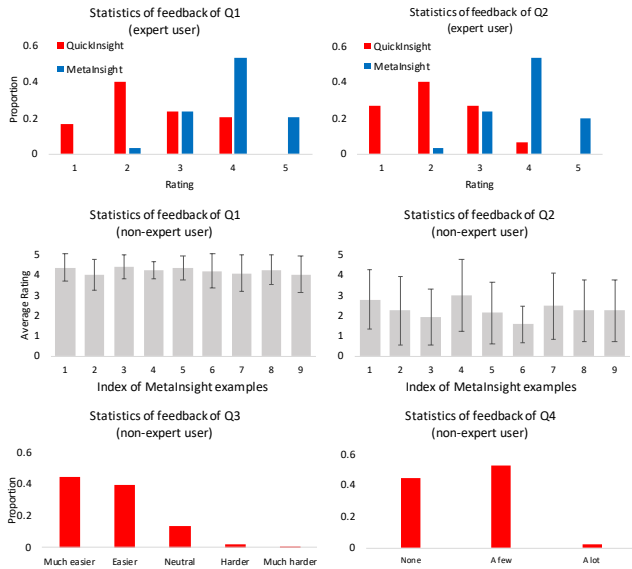 Statistics of feedback of Q1
(expert user)
0.6
0.4
0.2
0
Proportion
QuickInsight
MetaInsight
1 2 3 4 5
Rating
Statistics of feedback of Q2
(expert user)
0.6
0.4
0.2
0
QuickInsight
MetaInsight
1 2 3 4 5
Rating
Statistics of feedback of Q1
(non-expert user)
5
4
3
2
1
0
Average Rating
1 2 3 4 5 6 7 8 9
Index of MetaInsight examples
Statistics of feedback of Q2
(non-expert user)
5
4
3
2
1
0
1 2 3 4 5 6 7 8 9
Index of MetaInsight examples
Statistics of feedback of Q3
(non-expert user)
0.6
0.4
0.2
0
Proportion
Much easier Easier Neutral Harder Much harder
Statistics of feedback of Q4
(non-expert user)
0.6
0.4
0.2
0
None A few A lot